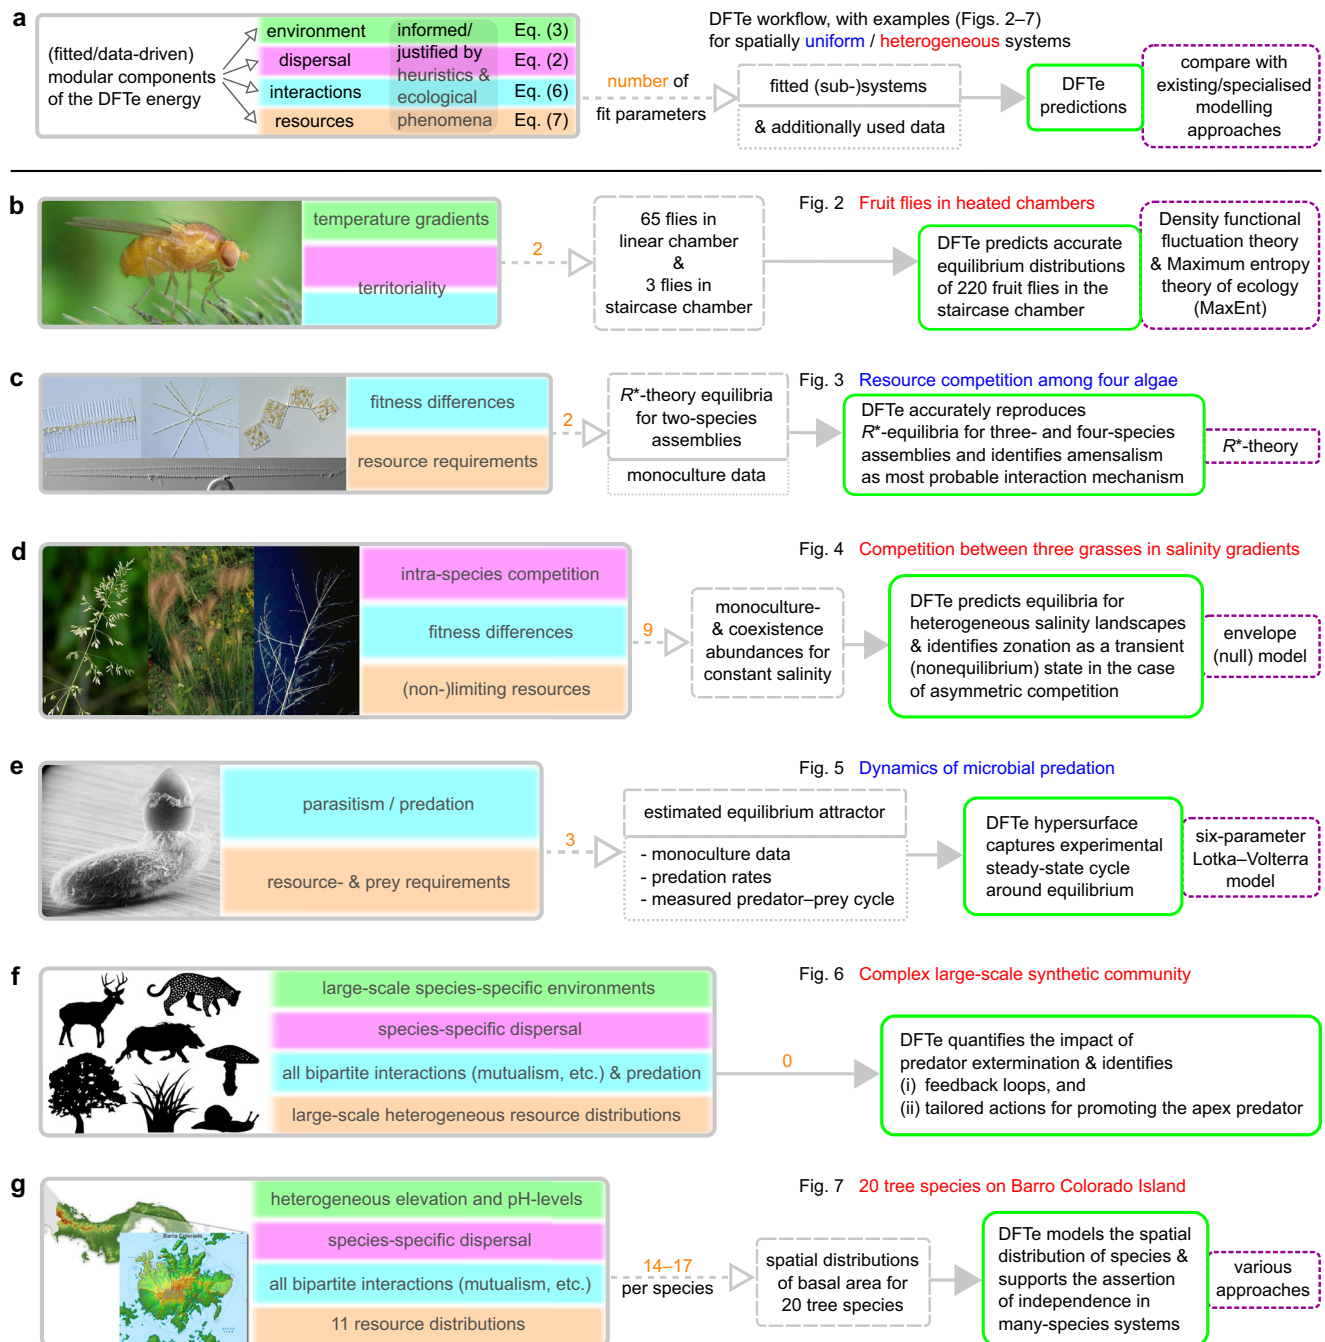 a
(fitted/data-driven)
modular components
of the DFTe energy
environment
dispersal
interactions
resources
informed/
justified by
heuristics &
ecological
phenomena
Eq. (3)
Eq. (2)
Eq. (6)
Eq. (7)
number of
fit parameters
DFTe workflow, with examples (Figs. 2–7)
for spatially uniform / heterogeneous systems
fitted (sub-)systems
& additionally used data
DFTe
predictions
compare with
existing/specialised
modelling
approaches
b
temperature gradients
territoriality
2
65 flies in
linear chamber
&
3 flies in
staircase chamber
Fig. 2 Fruit flies in heated chambers
DFTe predicts accurate
equilibrium distributions
of 220 fruit flies in the
staircase chamber
Density functional
fluctuation theory
& Maximum entropy
theory of ecology
(MaxEnt)
c
fitness differences
resource requirements
2
R*-theory equilibria
for two-species
assemblies
monoculture data
Fig. 3 Resource competition among four algae
DFTe accurately reproduces
R*-equilibria for three- and four-species
assemblies and identifies amensalism
as most probable interaction mechanism
R*-theory
d
intra-species competition
fitness differences
(non-)limiting resources
9
monoculture-
& coexistence
abundances for
constant salinity
Fig. 4 Competition between three grasses in salinity gradients
DFTe predicts equilibria for
heterogeneous salinity landscapes
& identifies zonation as a transient
(nonequilibrium) state in the case
of asymmetric competition
envelope
(null) model
e
parasitism / predation
resource- & prey requirements
3
estimated equilibrium attractor
- monoculture data
- predation rates
- measured predator–prey cycle
Fig. 5 Dynamics of microbial predation
DFTe hypersurface
captures experimental
steady-state cycle
around equilibrium
six-parameter
Lotka–Volterra
model
f
large-scale species-specific environments
species-specific dispersal
all bipartite interactions (mutualism, etc.) & predation
large-scale heterogeneous resource distributions
0
Fig. 6 Complex large-scale synthetic community
DFTe quantifies the impact of
predator extermination & identifies
(i) feedback loops, and
(ii) tailored actions for promoting the apex predator
g
Barro Colorado
heterogeneous elevation and pH-levels
species-specific dispersal
all bipartite interactions (mutualism, etc.)
11 resource distributions
14–17
per species
spatial distributions
of basal area for
20 tree species
Fig. 7 20 tree species on Barro Colorado Island
DFTe models the spatial
distribution of species &
supports the assertion
of independence in
many-species systems
various
approaches